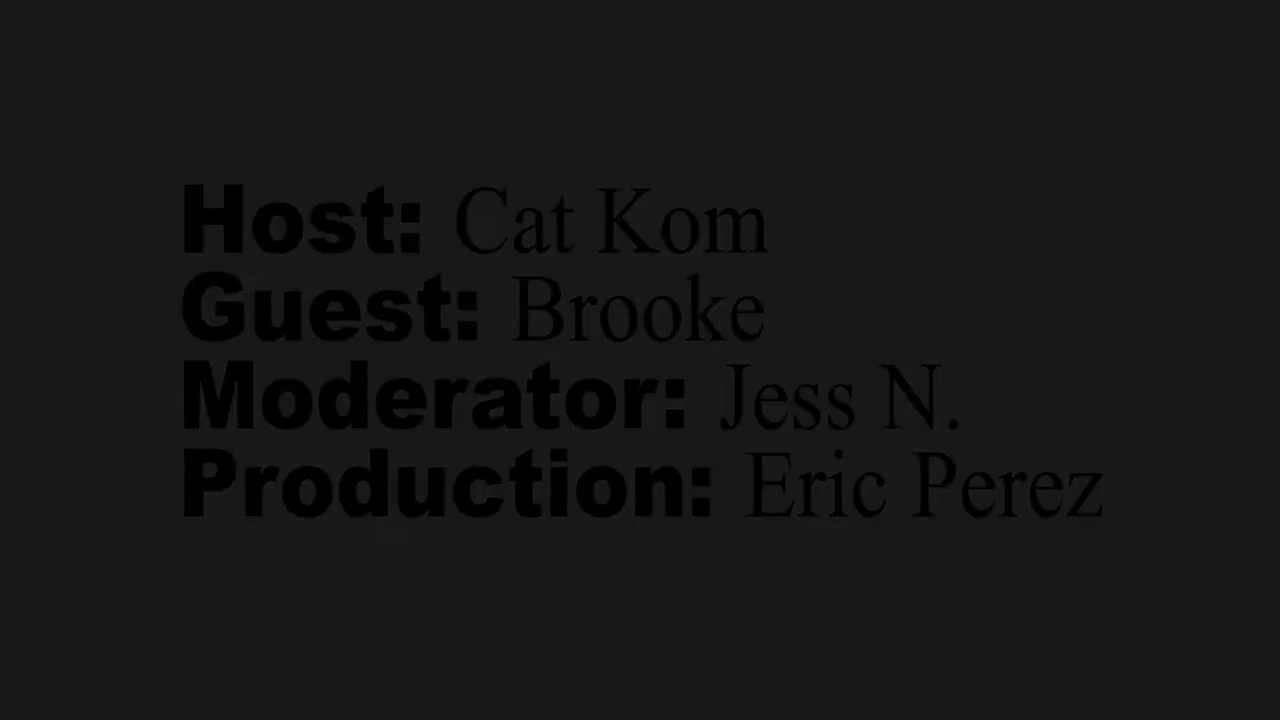 Host: Cat Kom
Guest: Brooke
Moderator: Jess N.
Production: Eric Perez